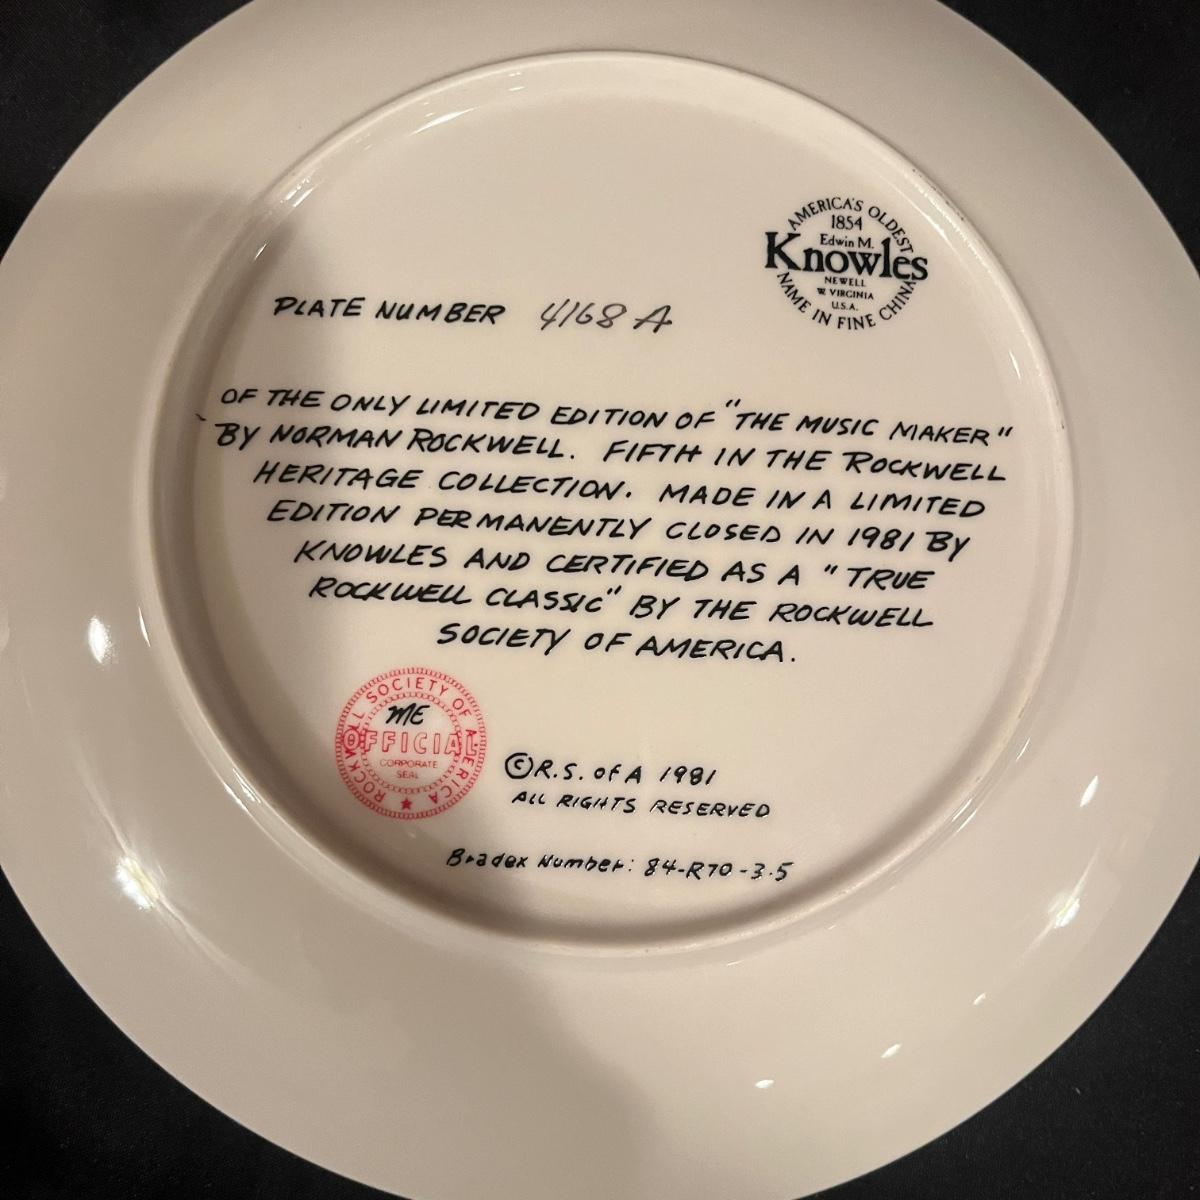 AMERICA'S OLDEST
1854
Edwin M.
Knowles
NEWELL
W VIRGINIA
U.S.A.
NAME IN FINE CHINA
PLATE NUMBER 4168 A
OF THE ONLY LIMITED EDITION OF "THE MUSIC MAKER"
BY NORMAN ROCKWELL. FIFTH IN THE ROCKWELL
HERITAGE COLLECTION. MADE IN A LIMITED
EDITION PERMANENTLY CLOSED IN 1981 BY
KNOWLES AND CERTIFIED AS A "TRUE
ROCKWELL CLASSIC" BY THE ROCKWELL
SOCIETY OF AMERICA.
ROCKWELL SOCIETY OF AMERICA
ME
OFFICIAL
CORPORATE
SEAL
© R.S. of A 1981
ALL RIGHTS RESERVED
Bradex Number: 84-R70-3.5